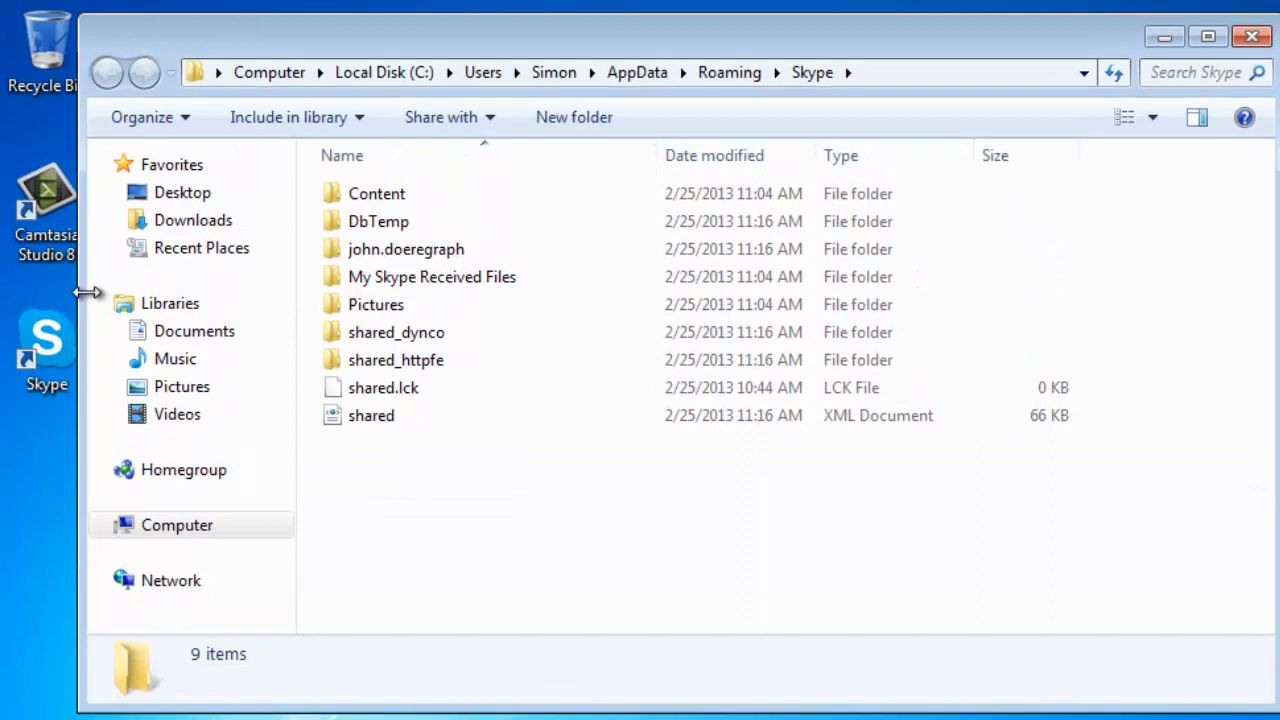 Recycle Bi
Camtasia
Studio 8
S
Skype
Computer Local Disk (C:) Users Simon AppData Roaming Skype
Search Skype
Organize Include in library Share with New folder
?
Favorites
Desktop
Downloads
Recent Places
Libraries
Documents
Music
Pictures
Videos
Homegroup
Computer
Network
Name Date modified Type Size
Content 2/25/2013 11:04 AM File folder
DbTemp 2/25/2013 11:16 AM File folder
john.doeregraph 2/25/2013 11:16 AM File folder
My Skype Received Files 2/25/2013 11:04 AM File folder
Pictures 2/25/2013 11:04 AM File folder
shared_dynco 2/25/2013 11:16 AM File folder
shared_httpfe 2/25/2013 11:16 AM File folder
shared.lck 2/25/2013 10:44 AM LCK File 0 KB
shared 2/25/2013 11:16 AM XML Document 66 KB
9 items